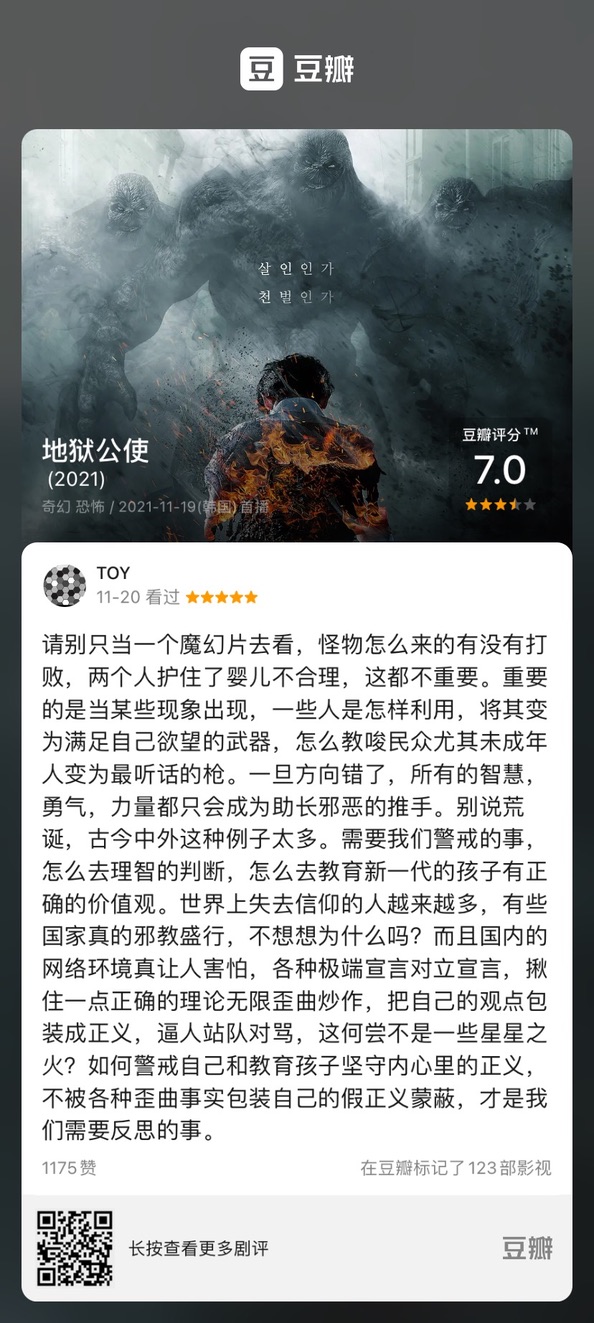 豆 豆瓣
살인인가
천벌인가
地狱公使
(2021)
奇幻 恐怖 / 2021-11-19(韩国)首播
豆瓣评分™
7.0
TOY
11-20 看过
请别只当一个魔幻片去看，怪物怎么来的有没有打
败，两个人护住了婴儿不合理，这都不重要。重要
的是当某些现象出现，一些人是怎样利用，将其变
为满足自己欲望的武器，怎么教唆民众尤其未成年
人变为最听话的枪。一旦方向错了，所有的智慧，
勇气，力量都只会成为助长邪恶的推手。别说荒
诞，古今中外这种例子太多。需要我们警戒的事，
怎么去理智的判断，怎么去教育新一代的孩子有正
确的价值观。世界上失去信仰的人越来越多，有些
国家真的邪教盛行，不想想为什么吗？而且国内的
网络环境真让人害怕，各种极端宣言对立宣言，揪
住一点正确的理论无限歪曲炒作，把自己的观点包
装成正义，逼人站队对骂，这何尝不是一些星星之
火？如何警戒自己和教育孩子坚守内心里的正义，
不被各种歪曲事实包装自己的假正义蒙蔽，才是我
们需要反思的事。
1175赞
在豆瓣标记了123部影视
长按查看更多剧评
豆瓣